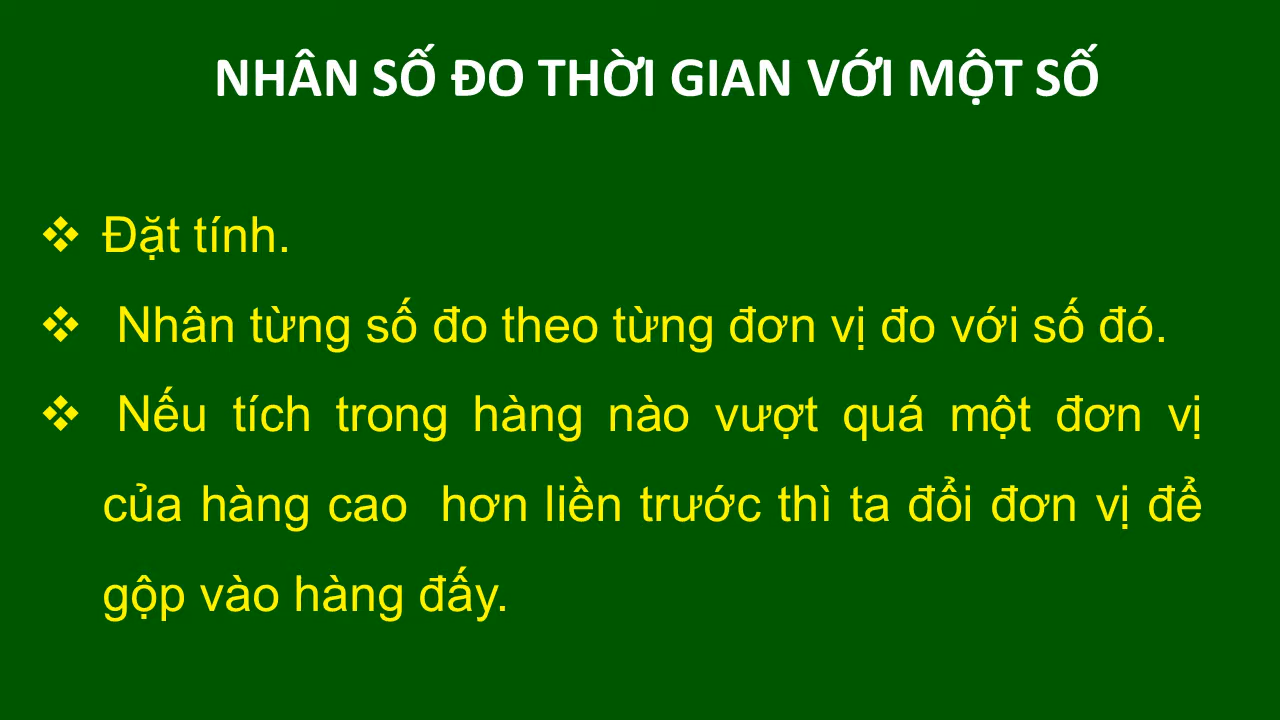 NHÂN SỐ ĐO THỜI GIAN VỚI MỘT SỐ
❖ Đặt tính.
❖ Nhân từng số đo theo từng đơn vị đo với số đó.
❖ Nếu tích trong hàng nào vượt quá một đơn vị
của hàng cao hơn liền trước thì ta đổi đơn vị để
gộp vào hàng đấy.